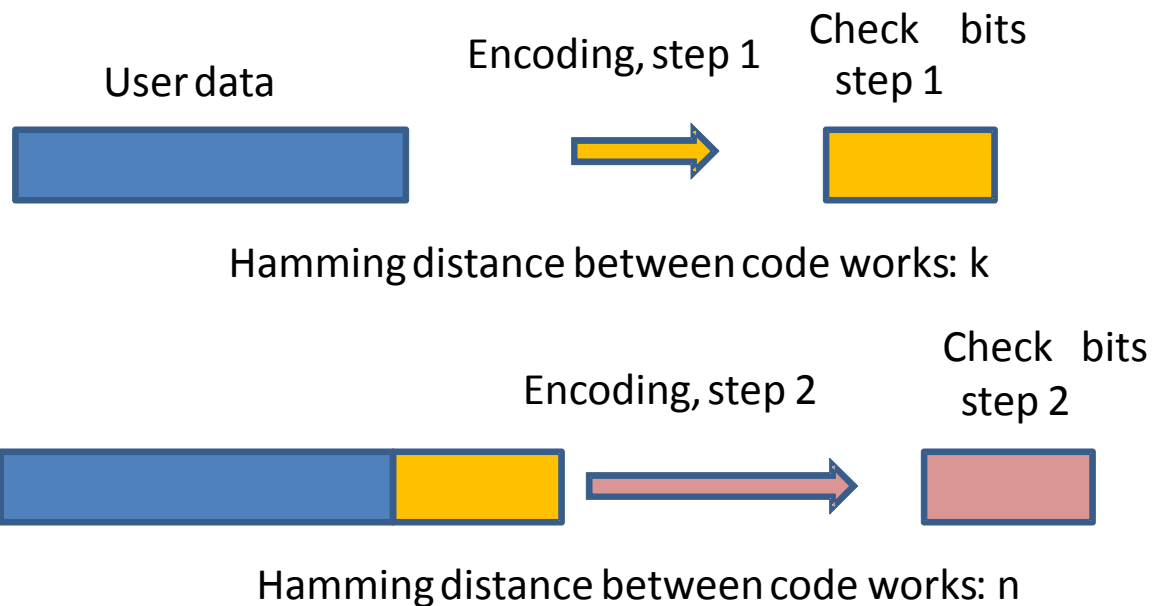 User data
Encoding, step 1
Check bits
step 1
Hamming distance between code works: k
Encoding, step 2
Check bits
step 2
Hamming distance between code works: n